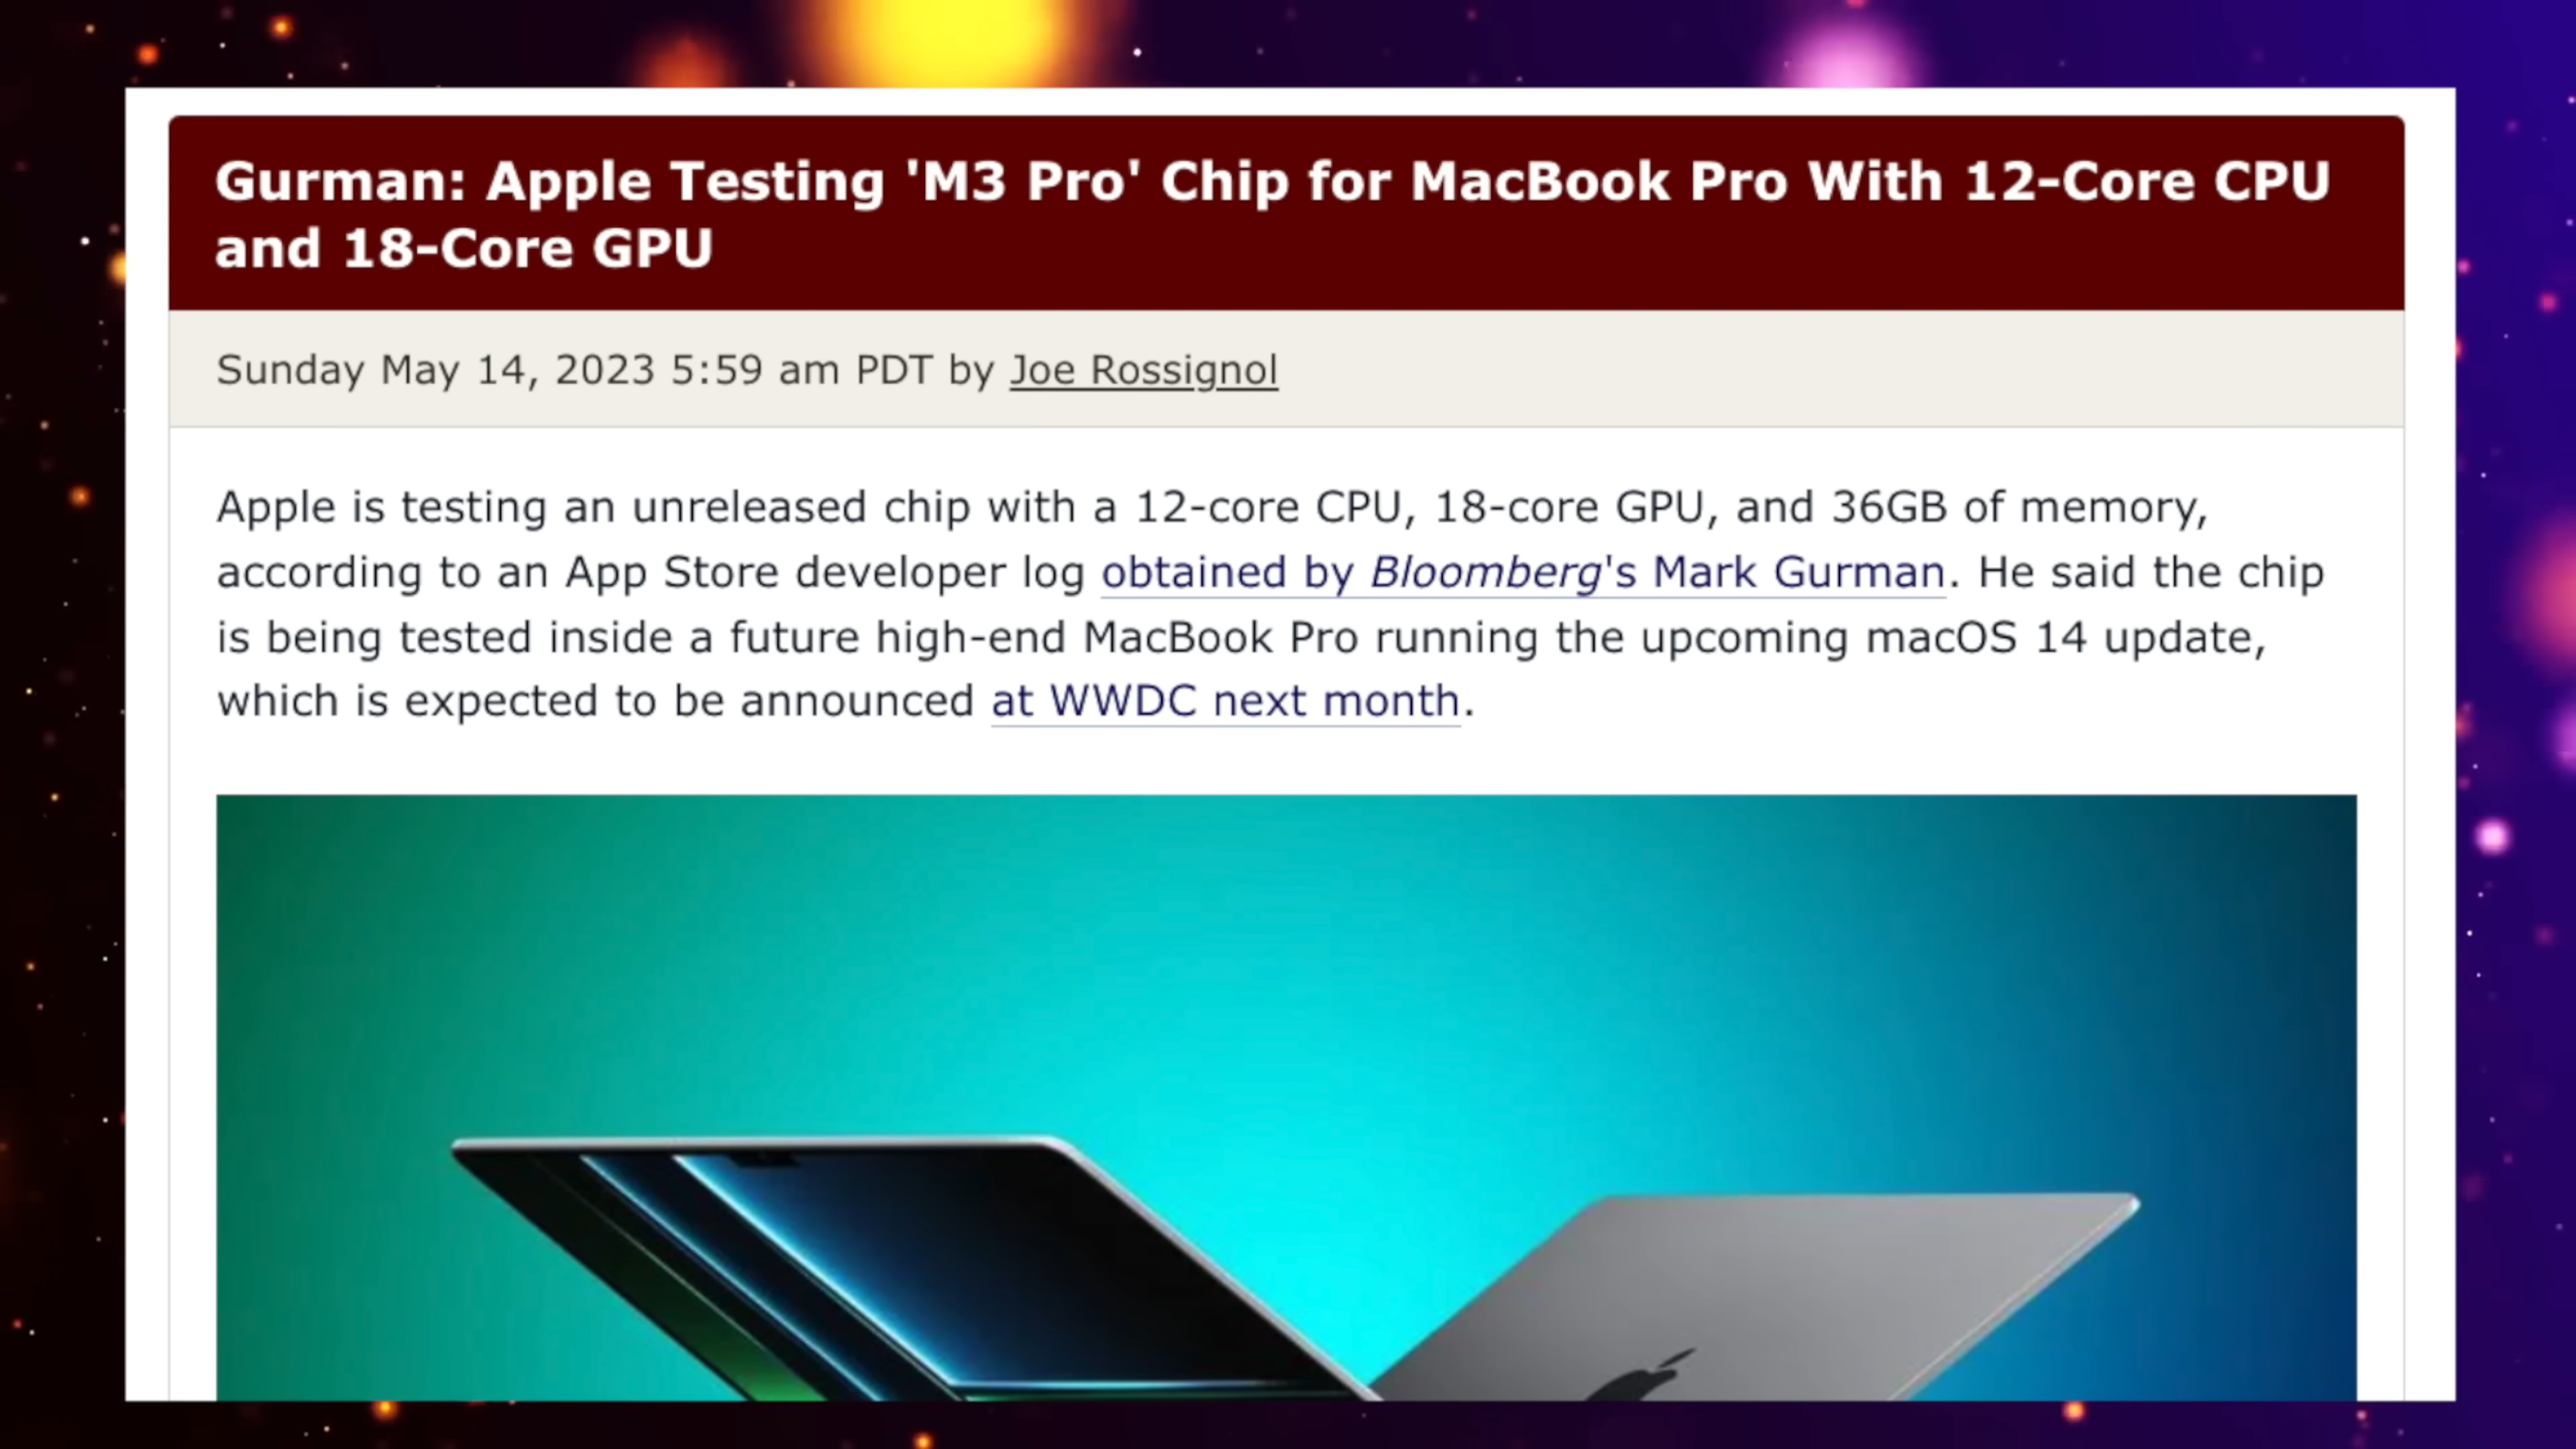 Gurman: Apple Testing 'M3 Pro' Chip for MacBook Pro With 12-Core CPU
and 18-Core GPU
Sunday May 14, 2023 5:59 am PDT by Joe Rossignol
Apple is testing an unreleased chip with a 12-core CPU, 18-core GPU, and 36GB of memory,
according to an App Store developer log obtained by Bloomberg's Mark Gurman. He said the chip
is being tested inside a future high-end MacBook Pro running the upcoming macOS 14 update,
which is expected to be announced at WWDC next month.